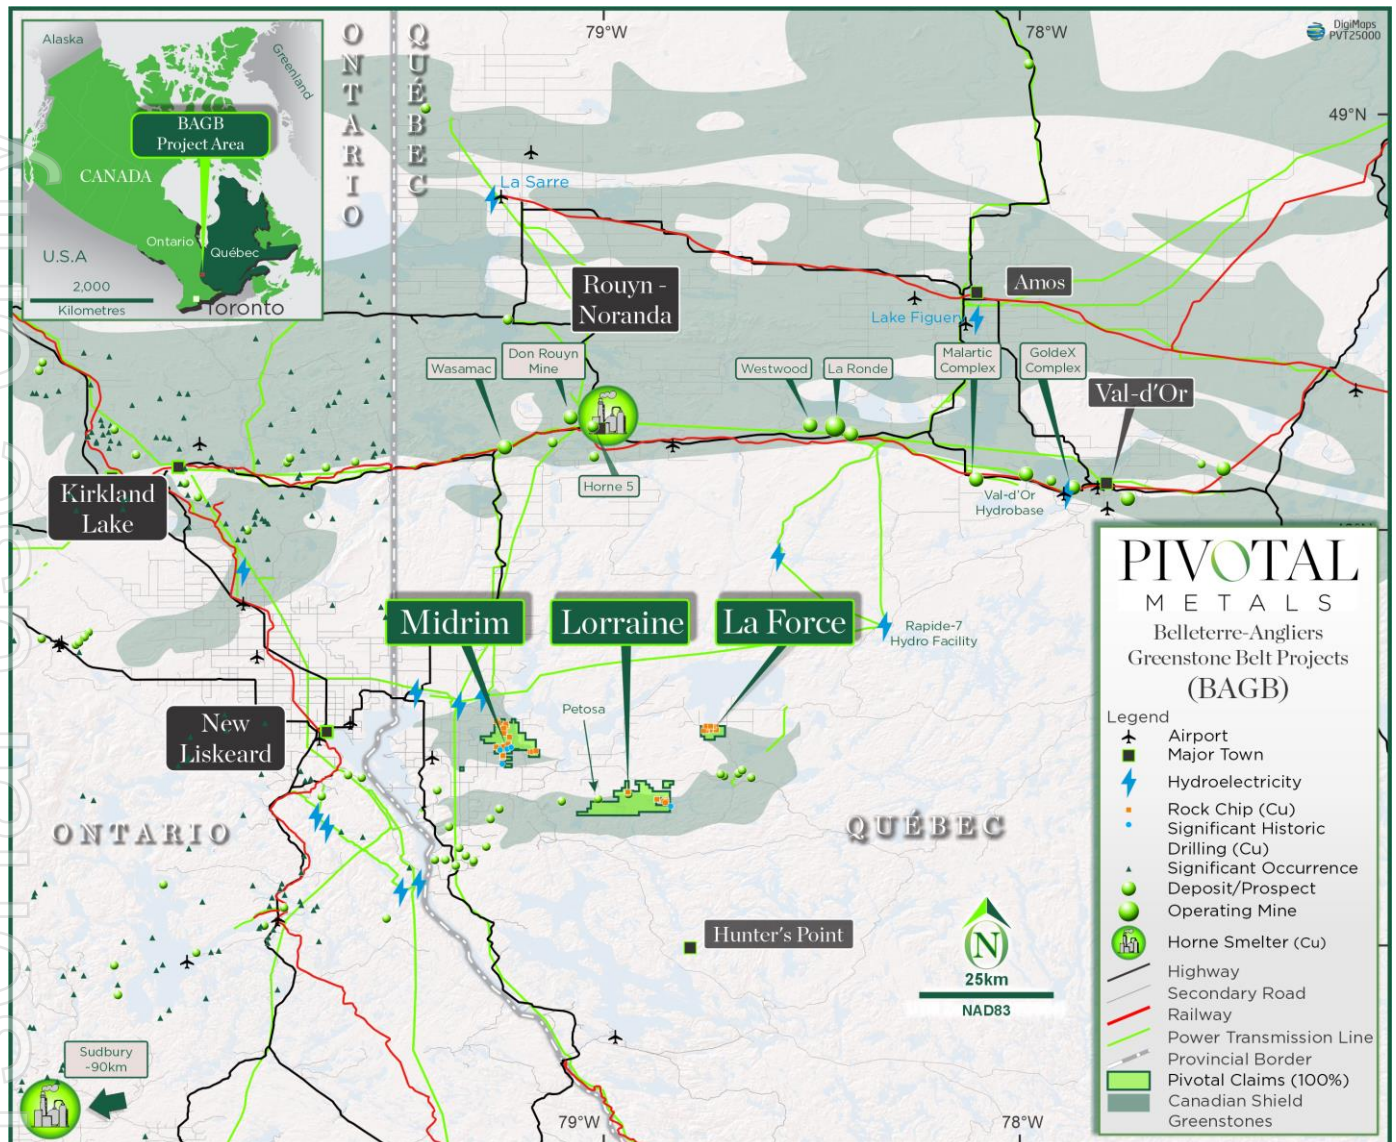 79°W
78°W
DigiMaps
PVT25000
49°N
Alaska
Greenland
BAGB
Project Area
CANADA
Ontario
Québec
U.S.A
2,000
Kilometres
Toronto
ONTARIO
QUÉBEC
La Sarre
Rouyn -
Noranda
Amos
Lake Figuery
Wasamac
Don Rouyn
Mine
Westwood
La Ronde
Malartic
Complex
GoldeX
Complex
Val-d'Or
Horne 5
Kirkland
Lake
Val-d'Or
Hydrobase
Midrim
Lorraine
La Force
Rapide-7
Hydro Facility
Petosa
New
Liskeard
ONTARIO
QUÉBEC
Hunter's Point
N
25km
NAD83
Sudbury
~90km
79°W
78°W
PIVOTAL
METALS
Belleterre-Angliers
Greenstone Belt Projects
(BAGB)
Legend
Airport
Major Town
Hydroelectricity
Rock Chip (Cu)
Significant Historic
Drilling (Cu)
Significant Occurrence
Deposit/Prospect
Operating Mine
Horne Smelter (Cu)
Highway
Secondary Road
Railway
Power Transmission Line
Provincial Border
Pivotal Claims (100%)
Canadian Shield
Greenstones